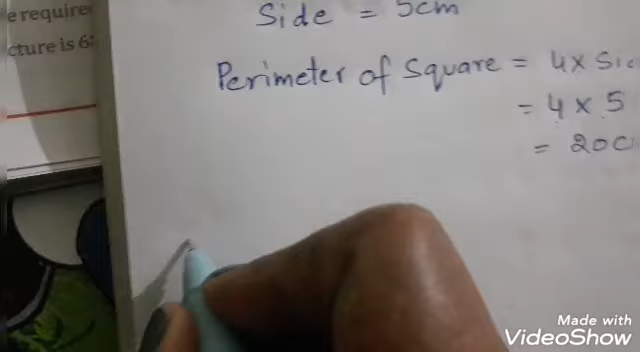 e require
cture is 6
Side = 5cm
Perimeter of Square = 4x Si
= 4 x 5
= 20c
Made with
VideoShow